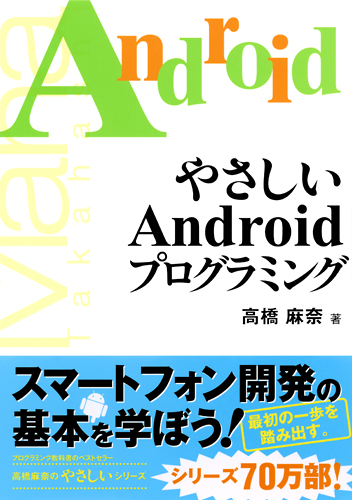 Android
Mana
Takaha
やさしい
Android
プログラミング
高橋 麻奈 著
スマートフォン開発の
基本を学ぼう!
最初の一歩を
踏み出す。
プログラミング教科書のベストセラー
高橋麻奈の やさしい シリーズ
シリーズ70万部!